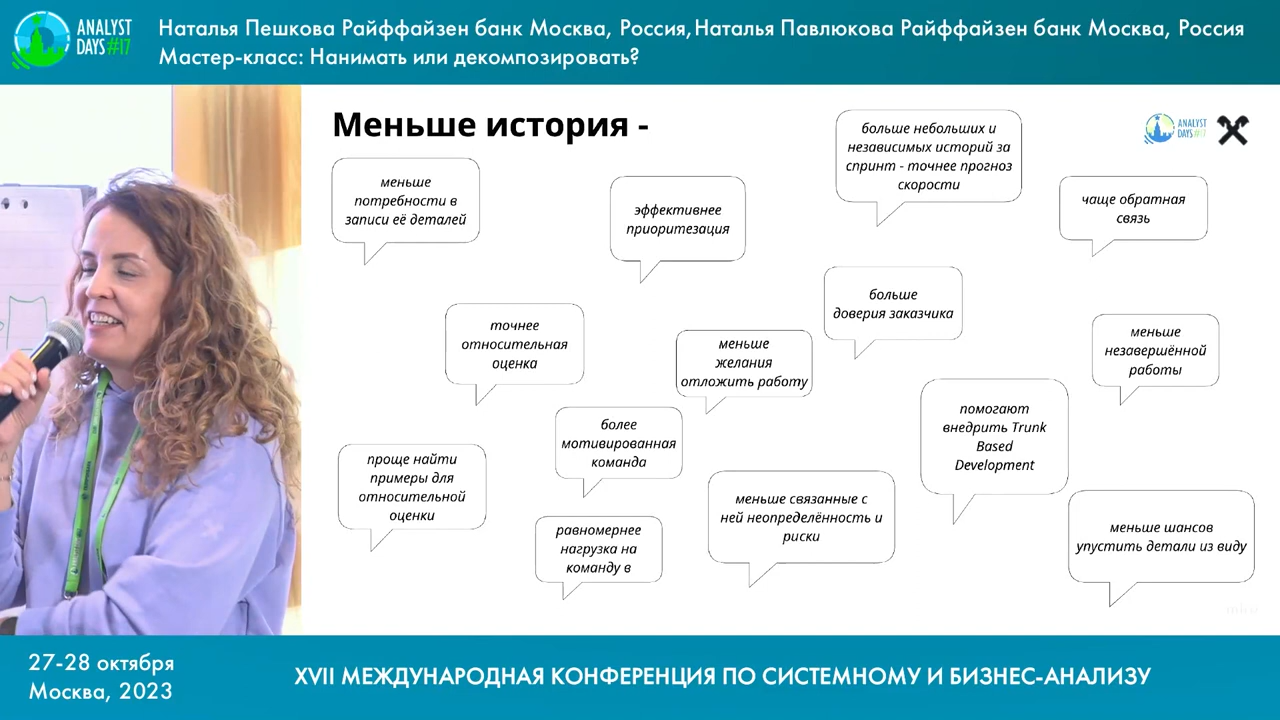 ANALYST
DAYS#17
Наталья Пешкова Райффайзен банк Москва, Россия,Наталья Павлюкова Райффайзен банк Москва, Россия
Мастер-класс: Нанимать или декомпозировать?
Меньше история -
ANALYST
DAYS #17
меньше
потребности в
записи её деталей
эффективнее
приоритезация
больше небольших и
независимых историй за
спринт - точнее прогноз
скорости
чаще обратная
связь
точнее
относительная
оценка
меньше
желания
отложить работу
больше
доверия заказчика
меньше
незавершённой
работы
более
мотивированная
команда
помогают
внедрить Trunk
Based
Development
проще найти
примеры для
относительной
оценки
равномернее
нагрузка на
команду в
меньше связанные с
ней неопределённость и
риски
меньше шансов
упустить детали из виду
27-28 октября
Москва, 2023
XVII МЕЖДУНАРОДНАЯ КОНФЕРЕНЦИЯ ПО СИСТЕМНОМУ И БИЗНЕС-АНАЛИЗУ